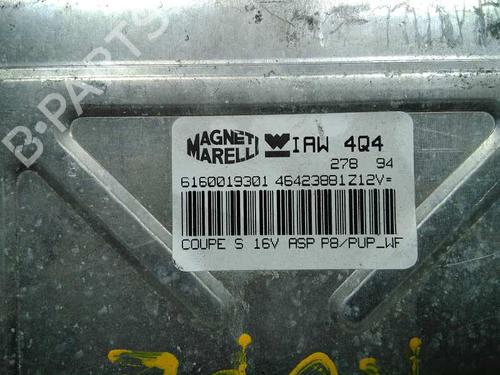 B-PARTS
MAGNETI MARELLI IAW 4Q4
278 94
6160019301 46423881Z12V=
COUPE S 16V ASP P8/PUP_WF